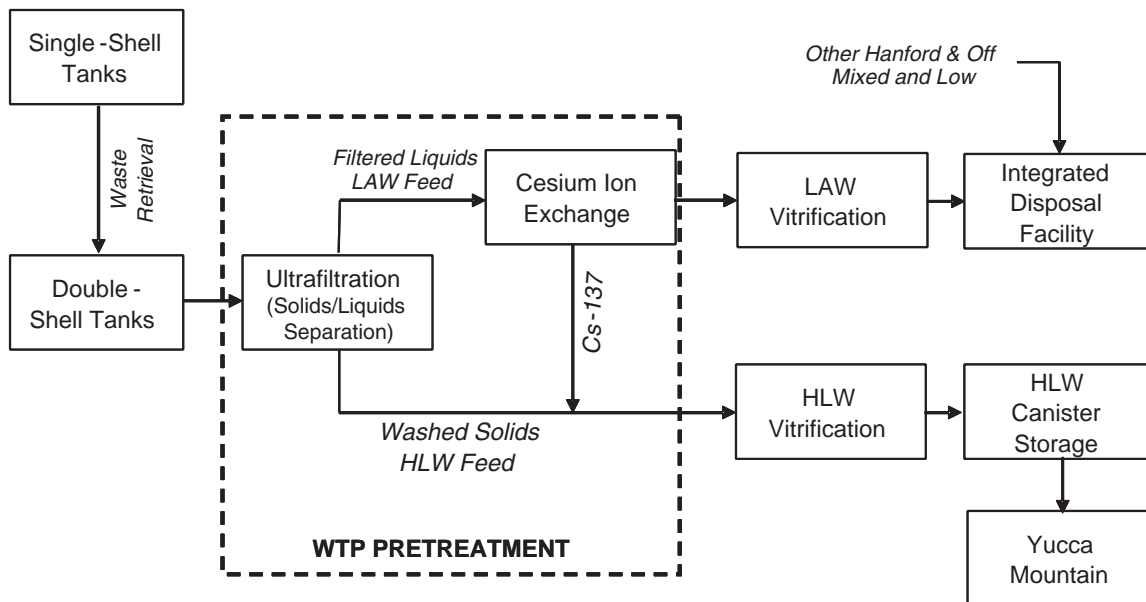 Single -Shell
Tanks
Other Hanford & Off
Mixed and Low
Waste
Retrieval
Filtered Liquids
LAW Feed
Cesium Ion
Exchange
LAW
Vitrification
Integrated
Disposal
Facility
Double -
Shell Tanks
Ultrafiltration
(Solids/Liquids
Separation)
Cs-137
Washed Solids
HLW Feed
HLW
Vitrification
HLW
Canister
Storage
WTP PRETREATMENT
Yucca
Mountain